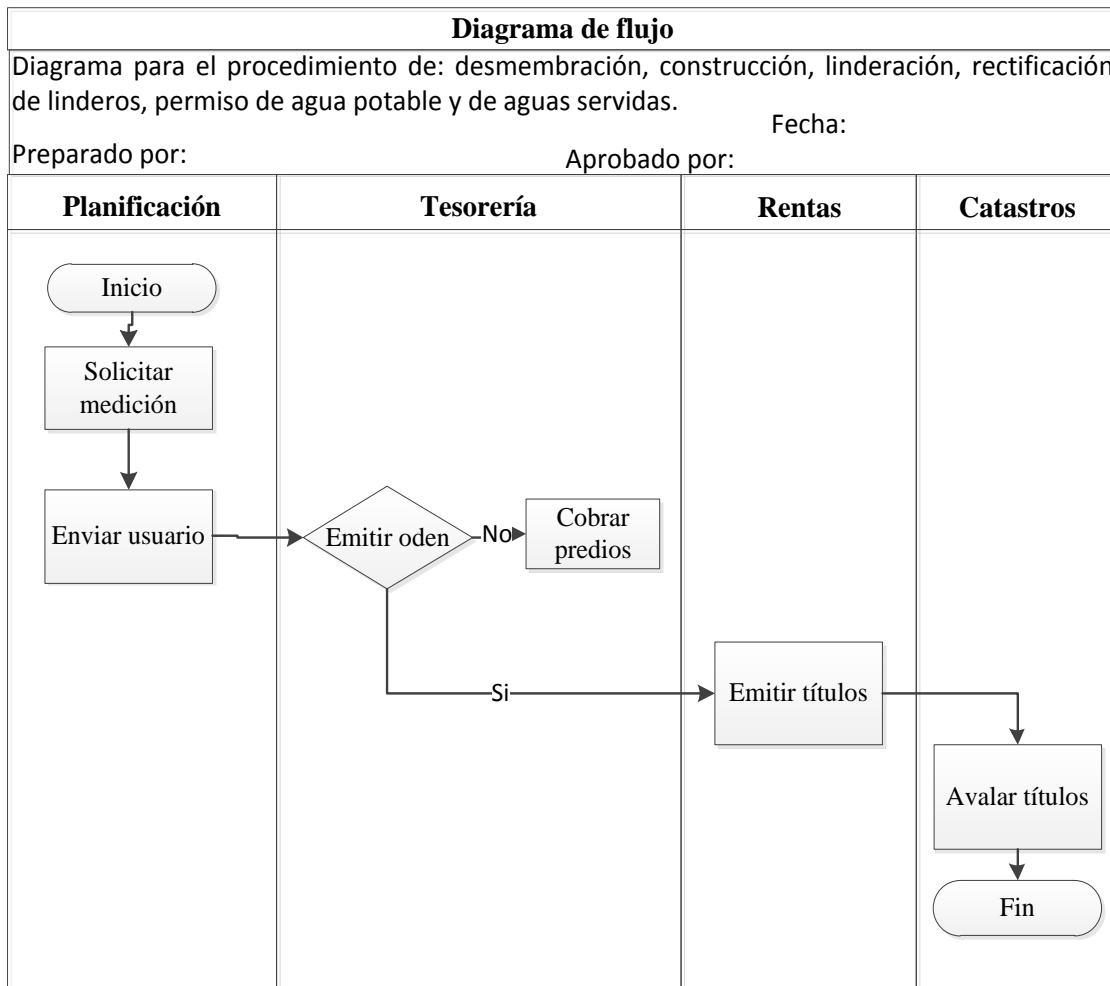 Diagrama de flujo
Diagrama para el procedimiento de: desmembración, construcción, linderación, rectificación
de linderos, permiso de agua potable y de aguas servidas.
Fecha:
Preparado por:
Aprobado por:
Planificación
Tesorería
Rentas
Catastros
Inicio
Solicitar
medición
Enviar usuario
Emitir oden
No
Cobrar
predios
Si
Emitir títulos
Avalar títulos
Fin